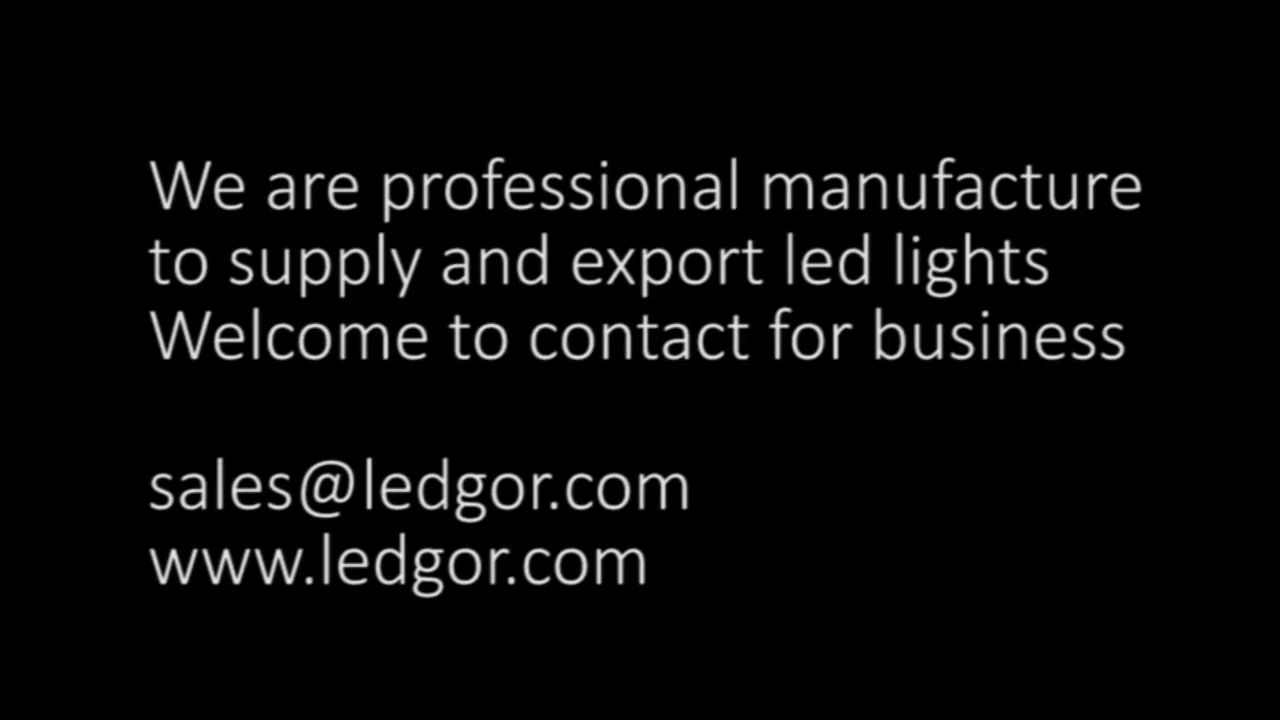 We are professional manufacture
to supply and export led lights
Welcome to contact for business
sales@ledgor.com
www.ledgor.com